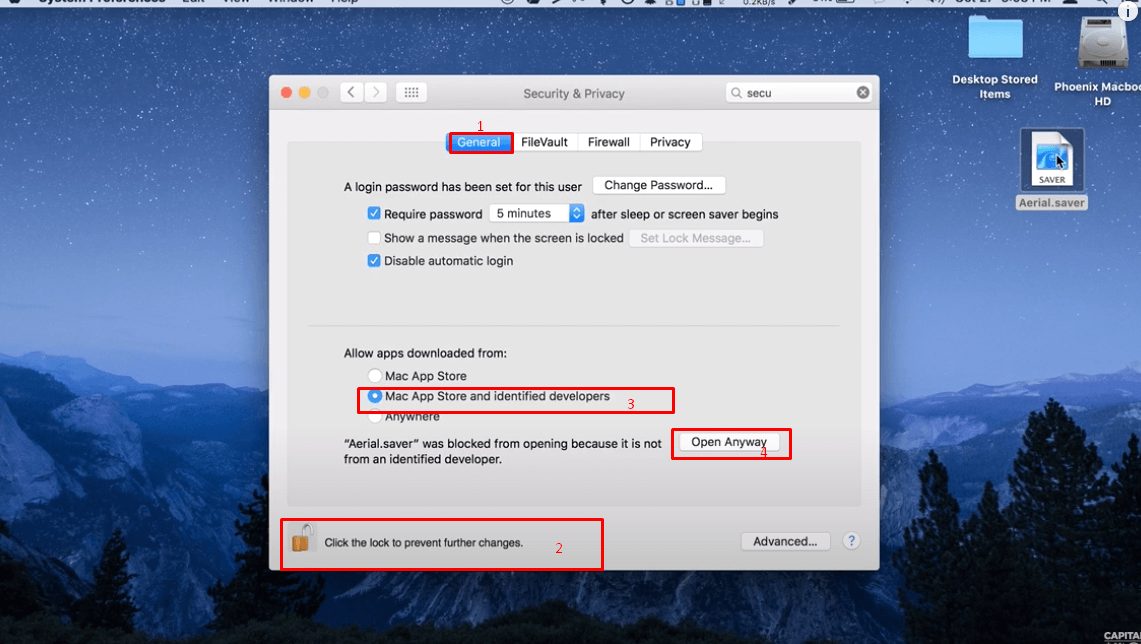 System Preferences Edit View Window Help
0.2KB/s
i
Desktop Stored
Items
Phoenix Macboo
HD
Security & Privacy
secu
1
General FileVault Firewall Privacy
SAVER
Aerial.saver
A login password has been set for this user Change Password...
Require password 5 minutes after sleep or screen saver begins
Show a message when the screen is locked Set Lock Message...
Disable automatic login
Allow apps downloaded from:
Mac App Store
Mac App Store and identified developers 3
Anywhere
“Aerial.saver” was blocked from opening because it is not Open Anyway 4
from an identified developer.
Click the lock to prevent further changes. 2 Advanced... ?
CAPITA